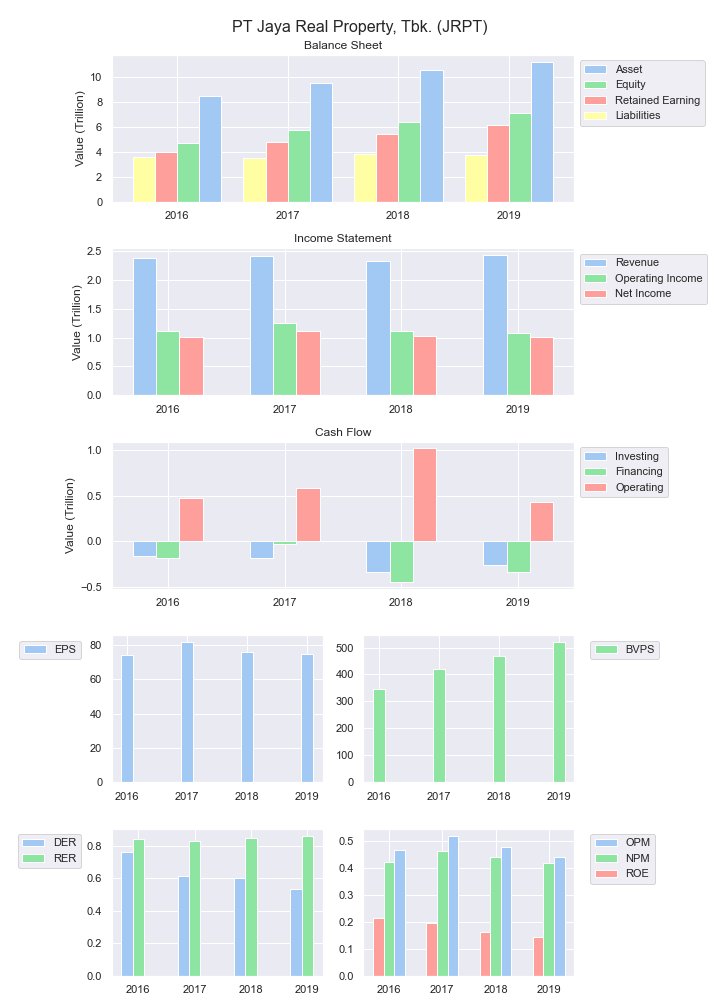 PT Jaya Real Property, Tbk. (JRPT)
Balance Sheet
Value (Trillion)
10
8
6
4
2
0
2016 2017 2018 2019
Asset
Equity
Retained Earning
Liabilities
Income Statement
Value (Trillion)
2.5
2.0
1.5
1.0
0.5
0.0
2016 2017 2018 2019
Revenue
Operating Income
Net Income
Cash Flow
Value (Trillion)
1.0
0.5
0.0
−0.5
2016 2017 2018 2019
Investing
Financing
Operating
EPS
80
60
40
20
0
2016 2017 2018 2019
500
400
300
200
100
0
2016 2017 2018 2019
BVPS
DER
RER
0.8
0.6
0.4
0.2
0.0
2016 2017 2018 2019
0.5
0.4
0.3
0.2
0.1
0.0
2016 2017 2018 2019
OPM
NPM
ROE